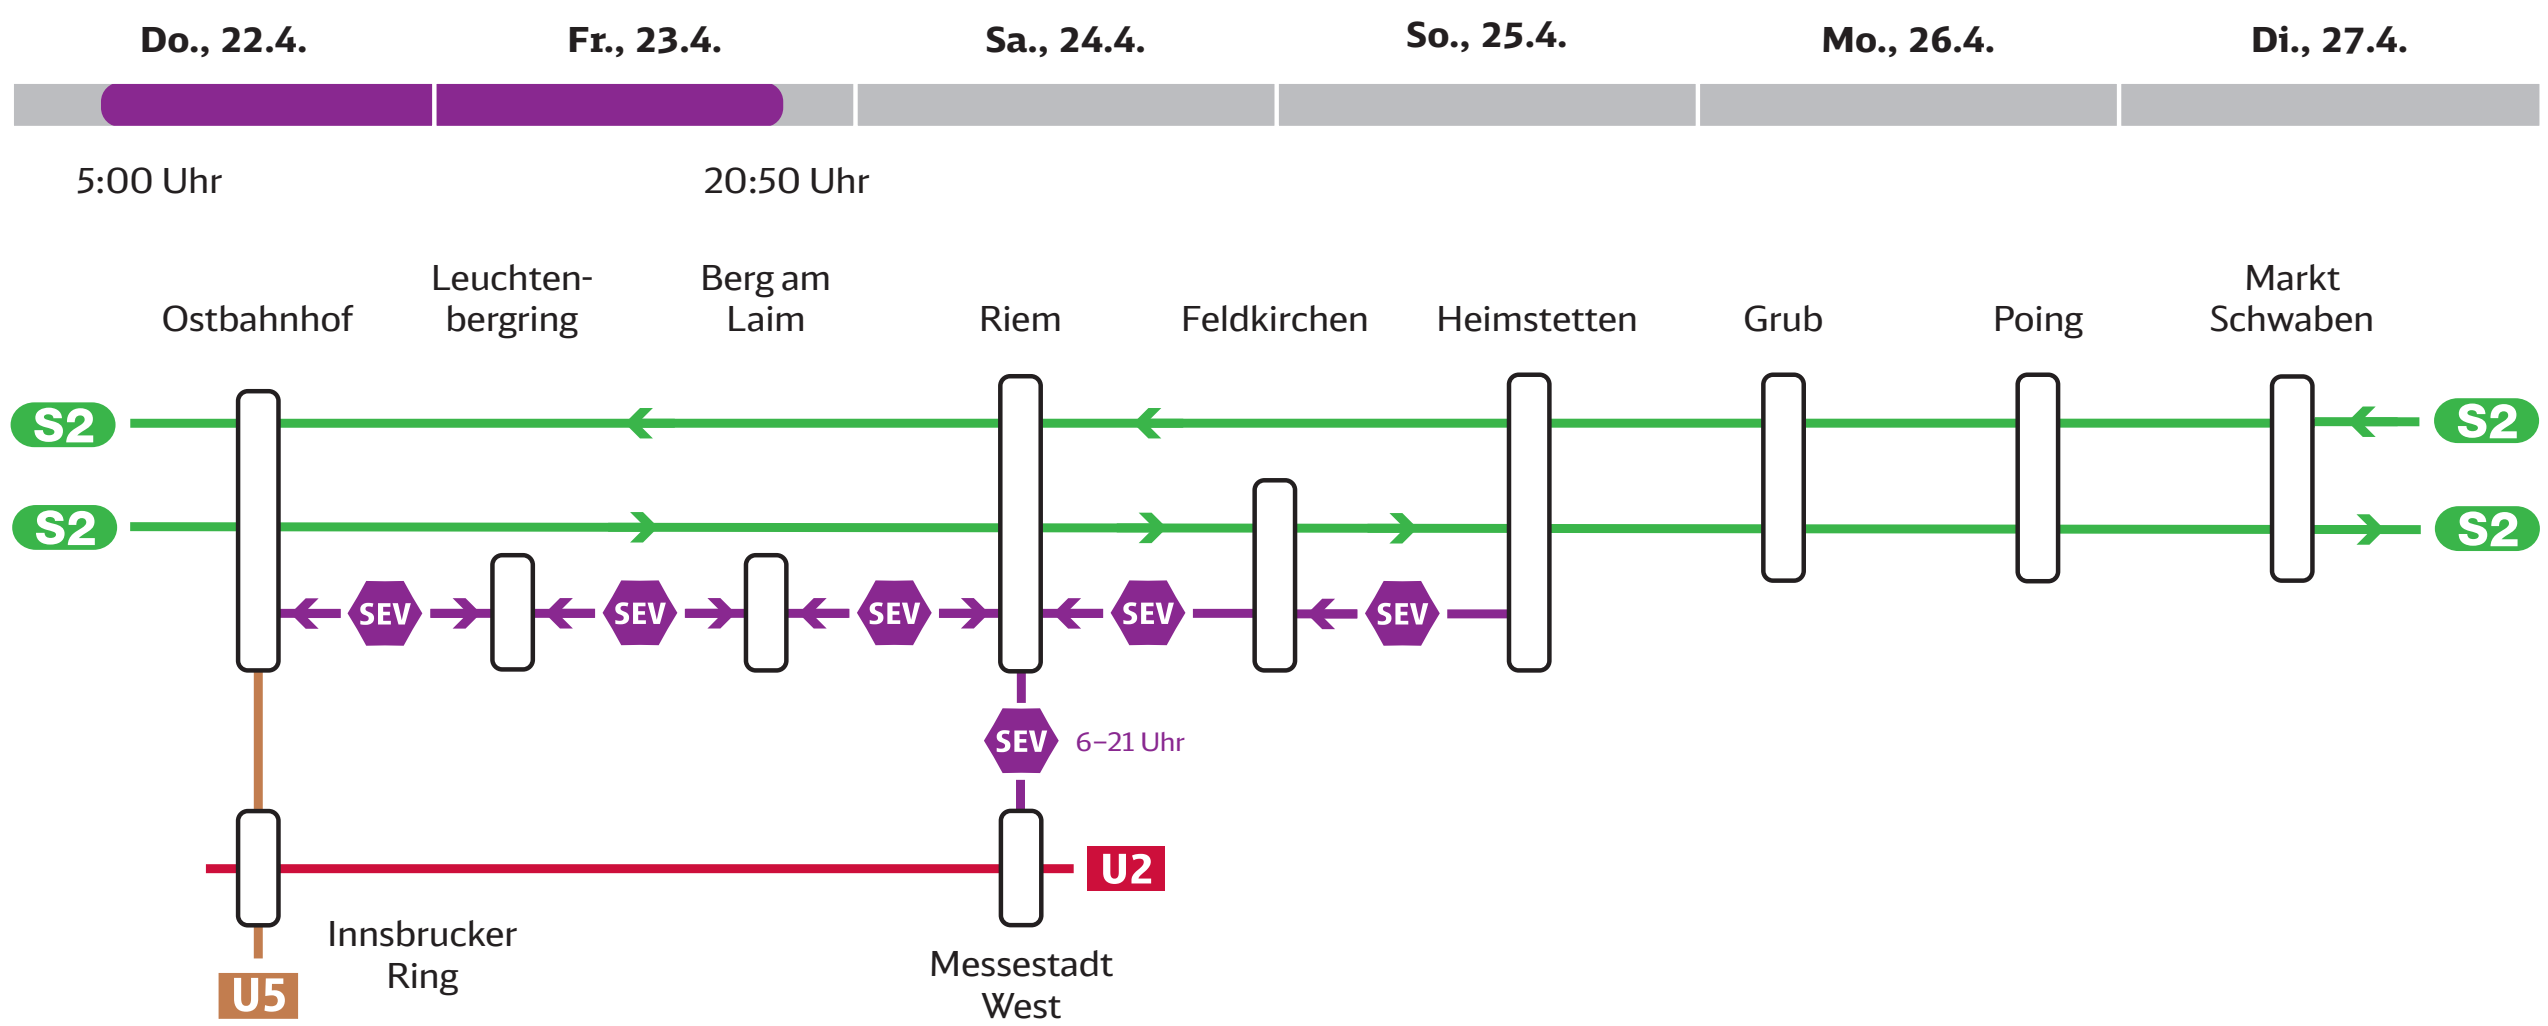 Do., 22.4.
Fr., 23.4.
Sa., 24.4.
So., 25.4.
Mo., 26.4.
Di., 27.4.
5:00 Uhr
20:50 Uhr
Ostbahnhof
Leuchten-
bergring
Berg am
Laim
Riem
Feldkirchen
Heimstetten
Grub
Poing
Markt
Schwaben
S2
S2
S2
S2
SEV
SEV
SEV
SEV
SEV
SEV
6–21 Uhr
U2
Innsbrucker
Ring
U5
Messestadt
West